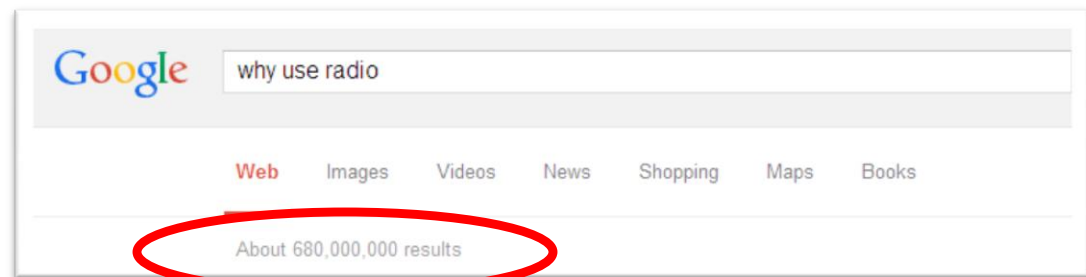 Google why use radio
Web Images Videos News Shopping Maps Books
About 680,000,000 results